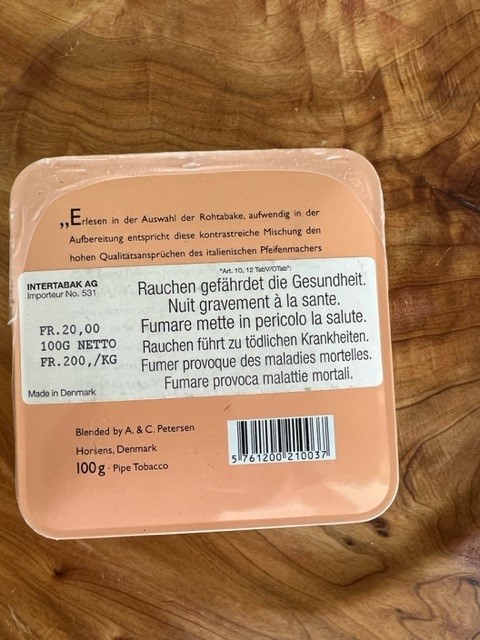 „Erlesen in der Auswahl der Rohtabake, aufwendig in der
Aufbereitung entspricht diese kontrastreiche Mischung den
hohen Qualitätsansprüchen des italienischen Pfeifenmachers
"Art. 10, 12 TabV/OTab":
INTERTABAK AG
Importeur No. 531
Rauchen gefährdet die Gesundheit.
Nuit gravement à la sante.
Fumare mette in pericolo la salute.
Rauchen führt zu tödlichen Krankheiten.
Fumer provoque des maladies mortelles.
Fumare provoca malattie mortali.
FR.20,00
100G NETTO
FR.200,/KG
Made in Denmark
Blended by A. & C. Petersen
Horsens, Denmark
100g · Pipe Tobacco
5 761200 210037